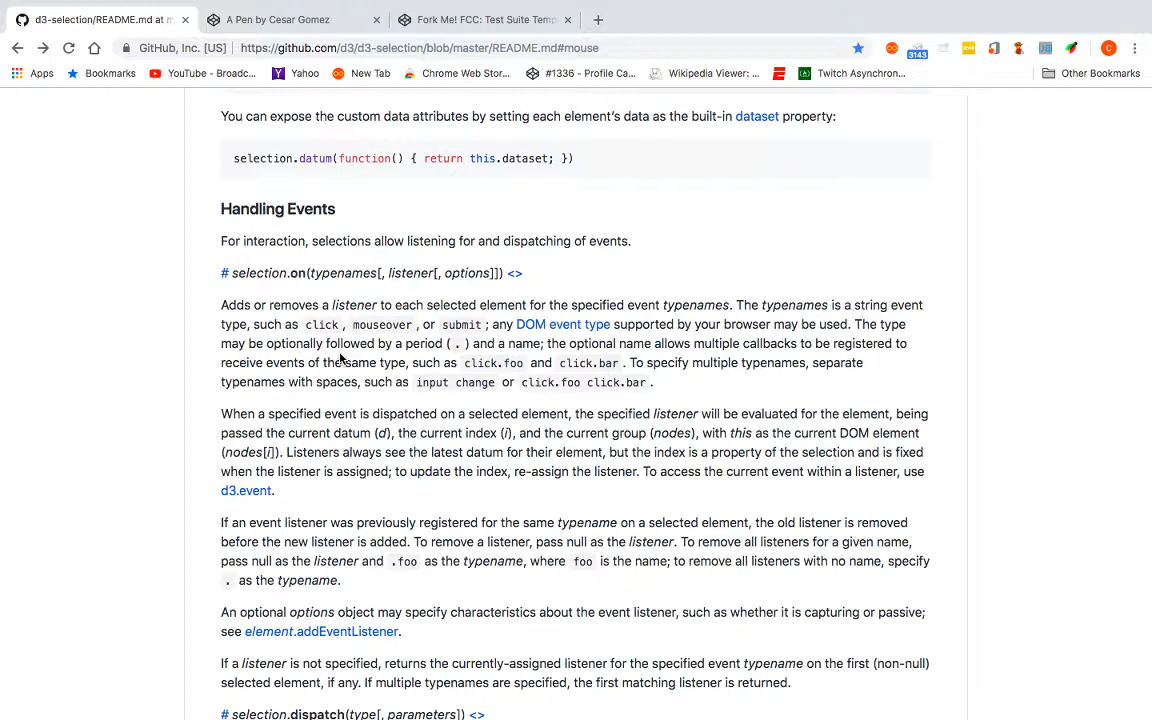 d3-selection/README.md at m
A Pen by Cesar Gomez
Fork Me! FCC: Test Suite Temp
GitHub, Inc. [US]
https://github.com/d3/d3-selection/blob/master/README.md#mouse
3143
C
Apps
Bookmarks
YouTube - Broadc...
Yahoo
New Tab
Chrome Web Stor...
#1336 - Profile Ca...
Wikipedia Viewer: ...
Twitch Asynchron...
Other Bookmarks
You can expose the custom data attributes by setting each element's data as the built-in dataset property:
selection.datum(function() { return this.dataset; })
Handling Events
For interaction, selections allow listening for and dispatching of events.
# selection.on(typenames[, listener[, options]]) <>
Adds or removes a listener to each selected element for the specified event typenames. The typenames is a string event
type, such as click, mouseover, or submit; any DOM event type supported by your browser may be used. The type
may be optionally followed by a period (.) and a name; the optional name allows multiple callbacks to be registered to
receive events of the same type, such as click.foo and click.bar. To specify multiple typenames, separate
typenames with spaces, such as input change or click.foo click.bar.
When a specified event is dispatched on a selected element, the specified listener will be evaluated for the element, being
passed the current datum (d), the current index (i), and the current group (nodes), with this as the current DOM element
(nodes[i]). Listeners always see the latest datum for their element, but the index is a property of the selection and is fixed
when the listener is assigned; to update the index, re-assign the listener. To access the current event within a listener, use
d3.event.
If an event listener was previously registered for the same typename on a selected element, the old listener is removed
before the new listener is added. To remove a listener, pass null as the listener. To remove all listeners for a given name,
pass null as the listener and .foo as the typename, where foo is the name; to remove all listeners with no name, specify
. as the typename.
An optional options object may specify characteristics about the event listener, such as whether it is capturing or passive;
see element.addEventListener.
If a listener is not specified, returns the currently-assigned listener for the specified event typename on the first (non-null)
selected element, if any. If multiple typenames are specified, the first matching listener is returned.
# selection.dispatch(type[, parameters]) <>